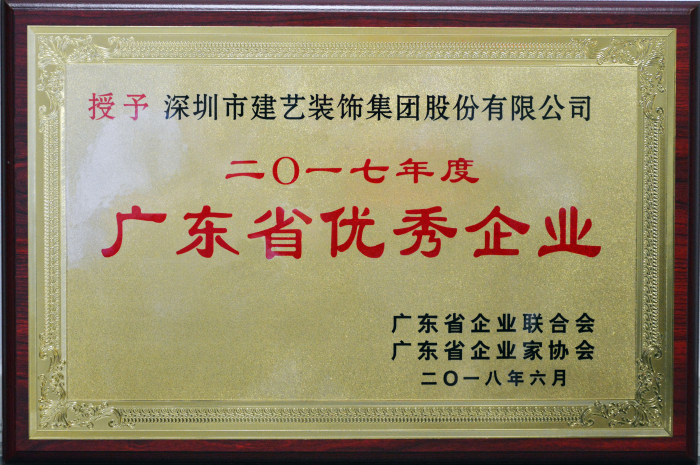 授予 深圳市建艺装饰集团股份有限公司
二〇一七年度
广东省优秀企业
广东省企业联合会
广东省企业家协会
二〇一八年六月